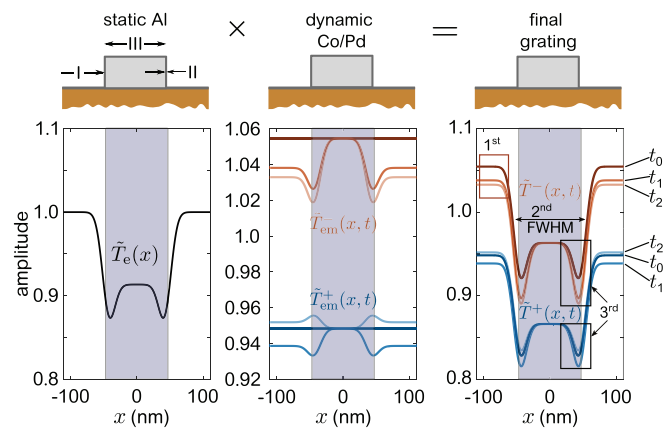 static Al
×
dynamic
Co/Pd
=
final
grating
III
I
II
1.1
1.0
0.9
0.8
amplitude
T̃e(x)
-100
0
100
x (nm)
1.06
1.04
1.02
1.00
0.98
0.96
0.94
0.92
T̃⁻em(x, t)
T̃⁺em(x, t)
-100
0
100
x (nm)
1.1
1.0
0.9
0.8
1st
T̃⁻(x, t)
2nd
FWHM
T̃⁺(x, t)
3rd
t0
t1
t2
t2
t0
t1
-100
0
100
x (nm)